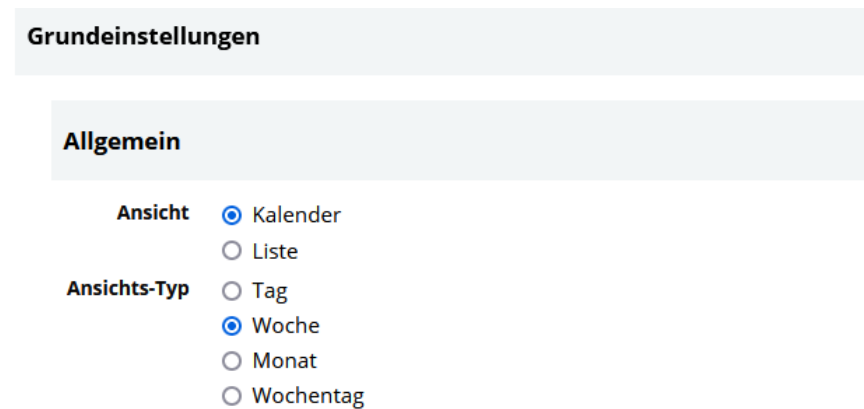 Grundeinstellungen
Allgemein
Ansicht Kalender
Liste
Ansichts-Typ Tag
Woche
Monat
Wochentag